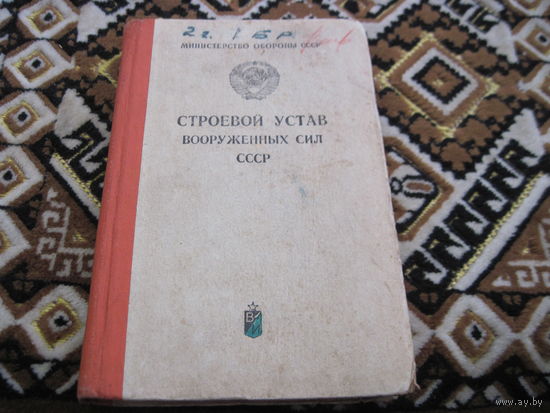 2г. 1 БР
МИНИСТЕРСТВО ОБОРОНЫ СССР
СТРОЕВОЙ УСТАВ
ВООРУЖЕННЫХ СИЛ
СССР
В
www.ay.by